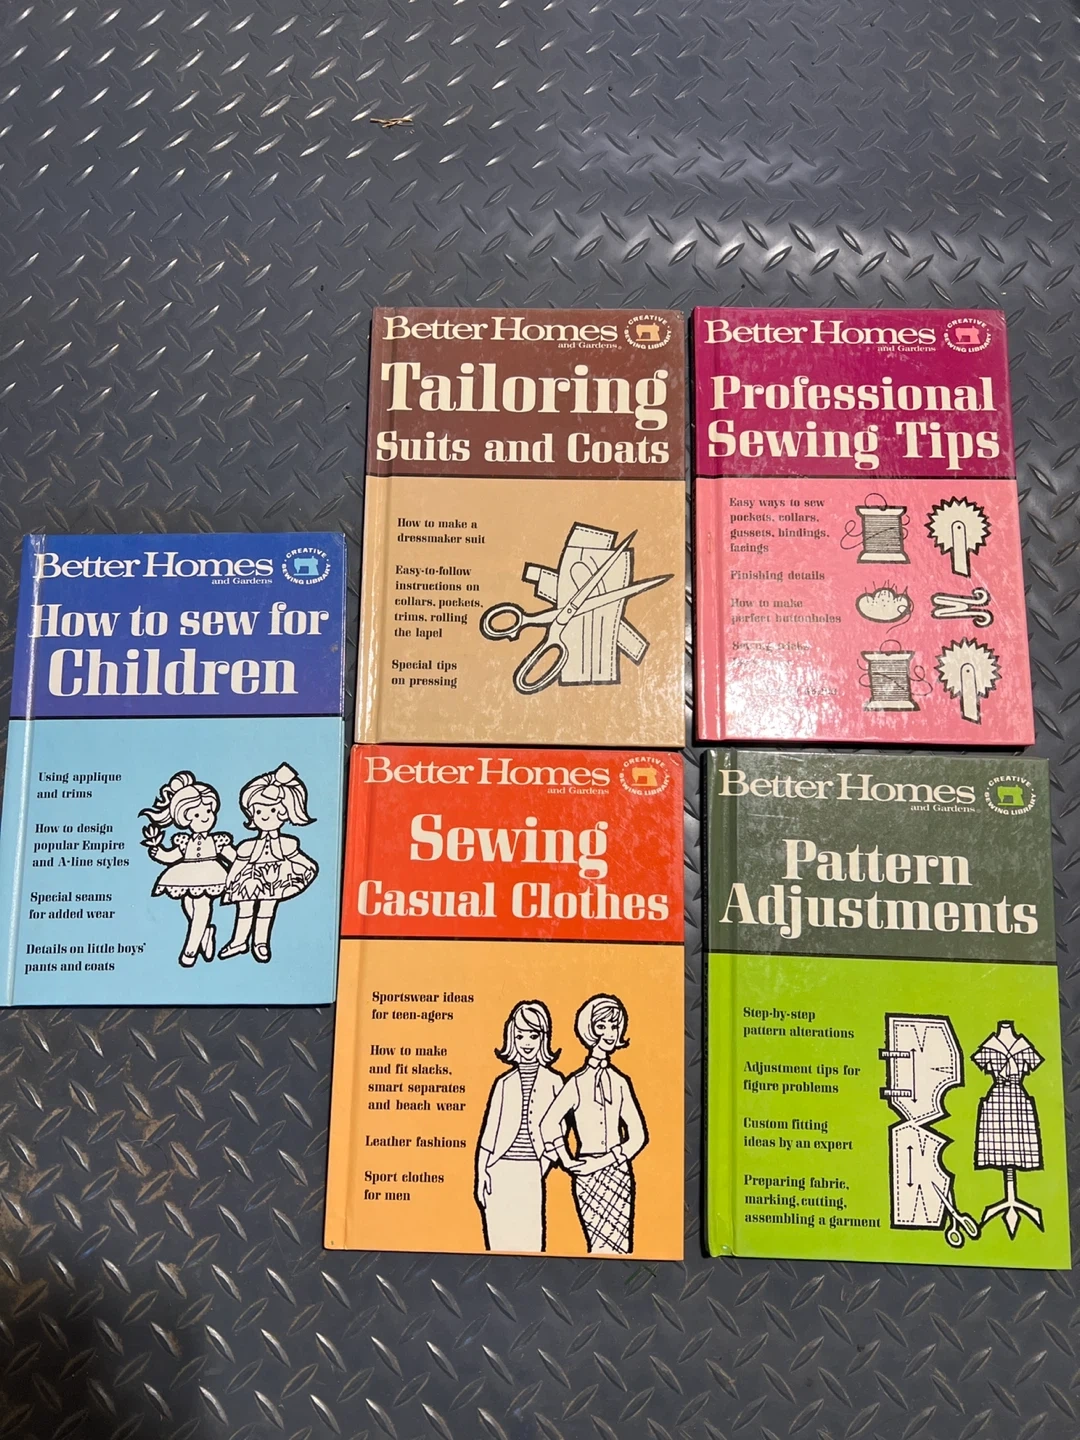 Better Homes
and Gardens®
CREATIVE
SEWING LIBRARY
Tailoring
Suits and Coats
How to make a
dressmaker suit
Easy-to-follow
instructions on
collars, pockets,
trims, rolling
the lapel
Special tips
on pressing
Better Homes
and Gardens®
CREATIVE
SEWING LIBRARY
Professional
Sewing Tips
Easy ways to sew
pockets, collars,
gussets, bindings,
facings
Finishing details
How to make
perfect buttonholes
Sewing tricks
Better Homes
and Gardens
CREATIVE
SEWING LIBRARY
How to sew for
Children
Using applique
and trims
How to design
popular Empire
and A-line styles
Special seams
for added wear
Details on little boys'
pants and coats
Better Homes
and Gardens
CREATIVE
SEWING LIBRARY
Sewing
Casual Clothes
Sportswear ideas
for teen-agers
How to make
and fit slacks,
smart separates
and beach wear
Leather fashions
Sport clothes
for men
Better Homes
and Gardens®
CREATIVE
SEWING LIBRARY
Pattern
Adjustments
Step-by-step
pattern alterations
Adjustment tips for
figure problems
Custom fitting
ideas by an expert
Preparing fabric,
marking, cutting,
assembling a garment